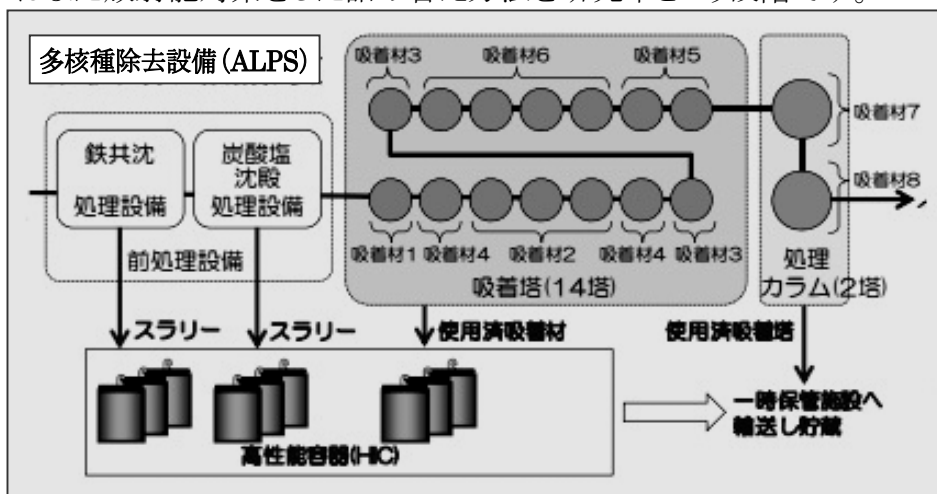 多核種除去設備(ALPS)
吸着材3
吸着材6
吸着材5
吸着材7
吸着材8
鉄共沈
処理設備
炭酸塩
沈殿
処理設備
前処理設備
吸着材1
吸着材4
吸着材2
吸着材4
吸着材3
吸着塔(14塔)
処理
カラム(2塔)
スラリー
スラリー
使用済吸着材
使用済吸着塔
高性能容器(HIC)
一時保管施設へ
輸送し貯蔵